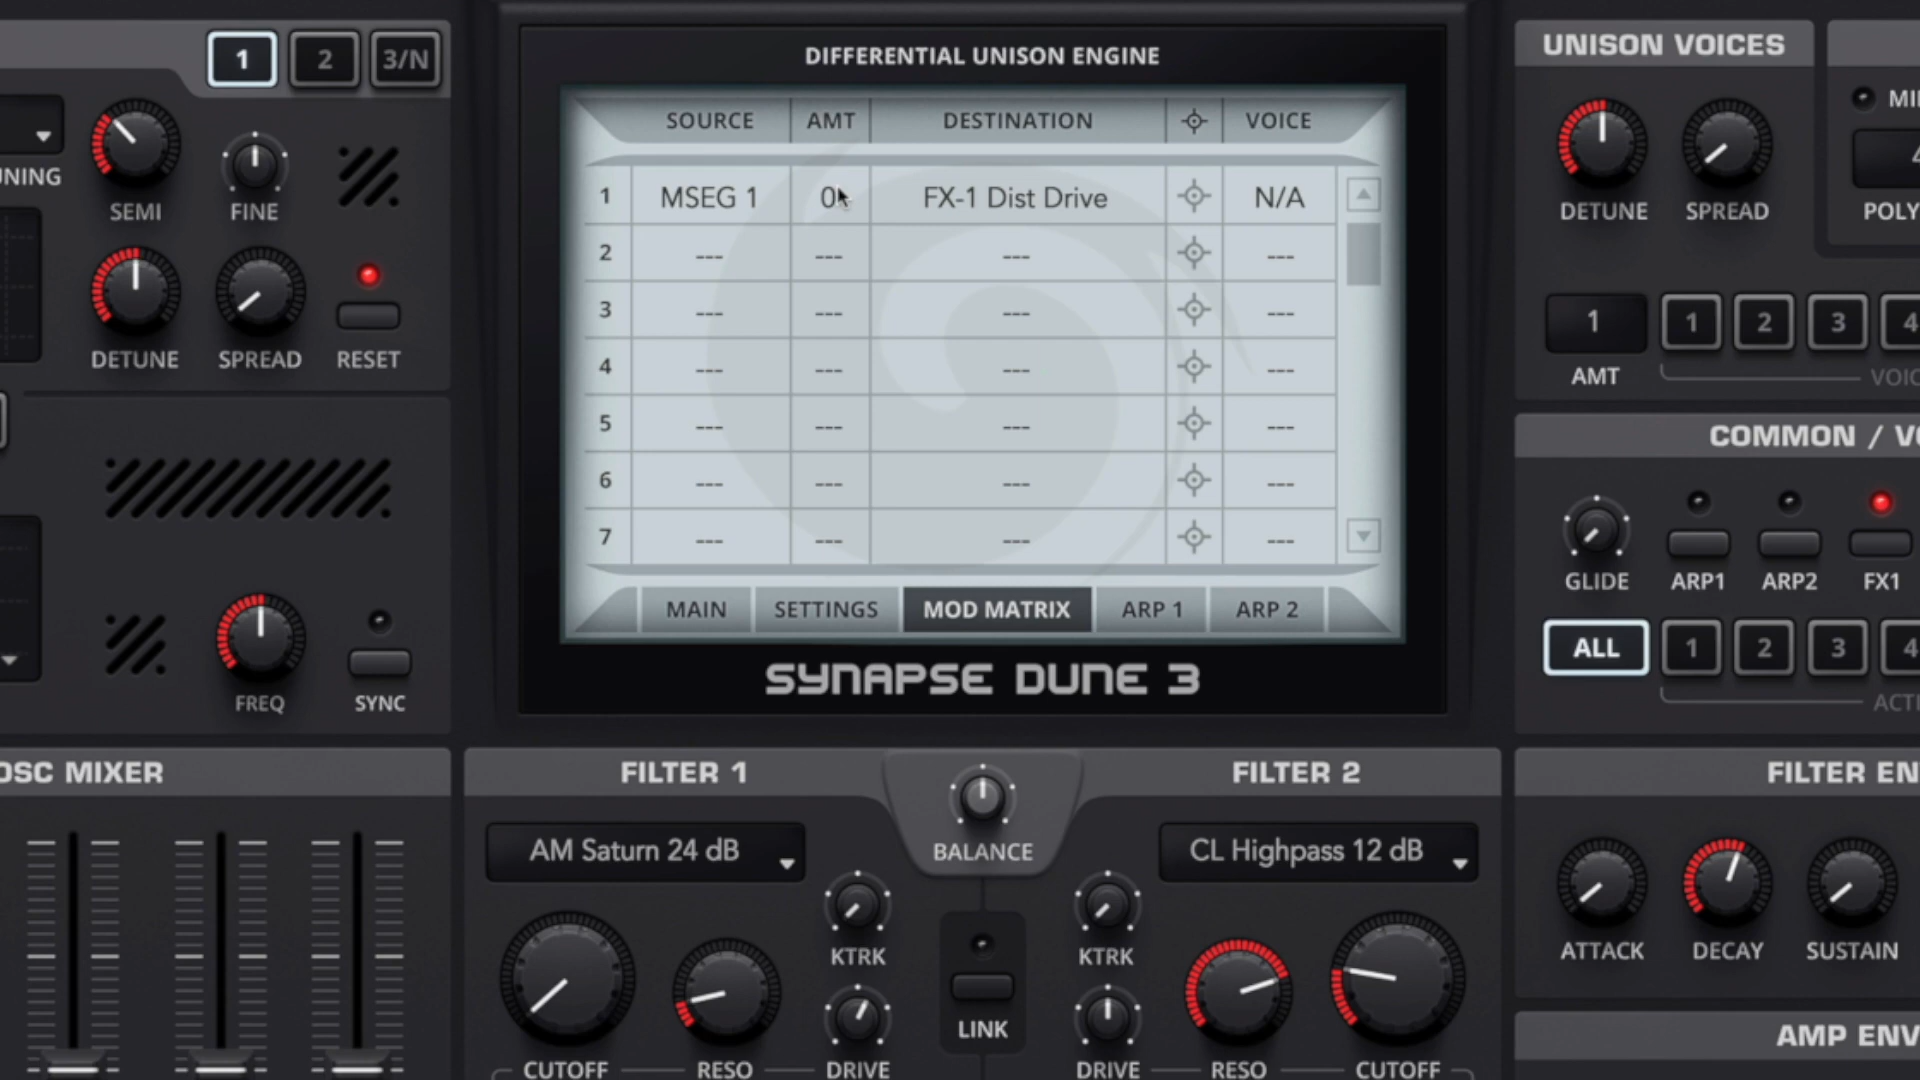 1 2 3/N
SEMI FINE
DETUNE SPREAD RESET
FREQ SYNC
OSC MIXER
DIFFERENTIAL UNISON ENGINE
SOURCE AMT DESTINATION VOICE
1 MSEG 1 0 FX-1 Dist Drive N/A
2 --- --- --- ---
3 --- --- --- ---
4 --- --- --- ---
5 --- --- --- ---
6 --- --- --- ---
7 --- --- --- ---
MAIN SETTINGS MOD MATRIX ARP 1 ARP 2
SYNAPSE DUNE 3
FILTER 1
AM Saturn 24 dB
KTRK
CUTOFF RESO DRIVE
BALANCE
LINK
FILTER 2
CL Highpass 12 dB
KTRK
DRIVE RESO CUTOFF
UNISON VOICES
DETUNE SPREAD
POLY
1 1 2 3 4
AMT
COMMON /
GLIDE ARP1 ARP2 FX1
ALL 1 2 3 4
FILTER EN
ATTACK DECAY SUSTAIN
AMP ENV